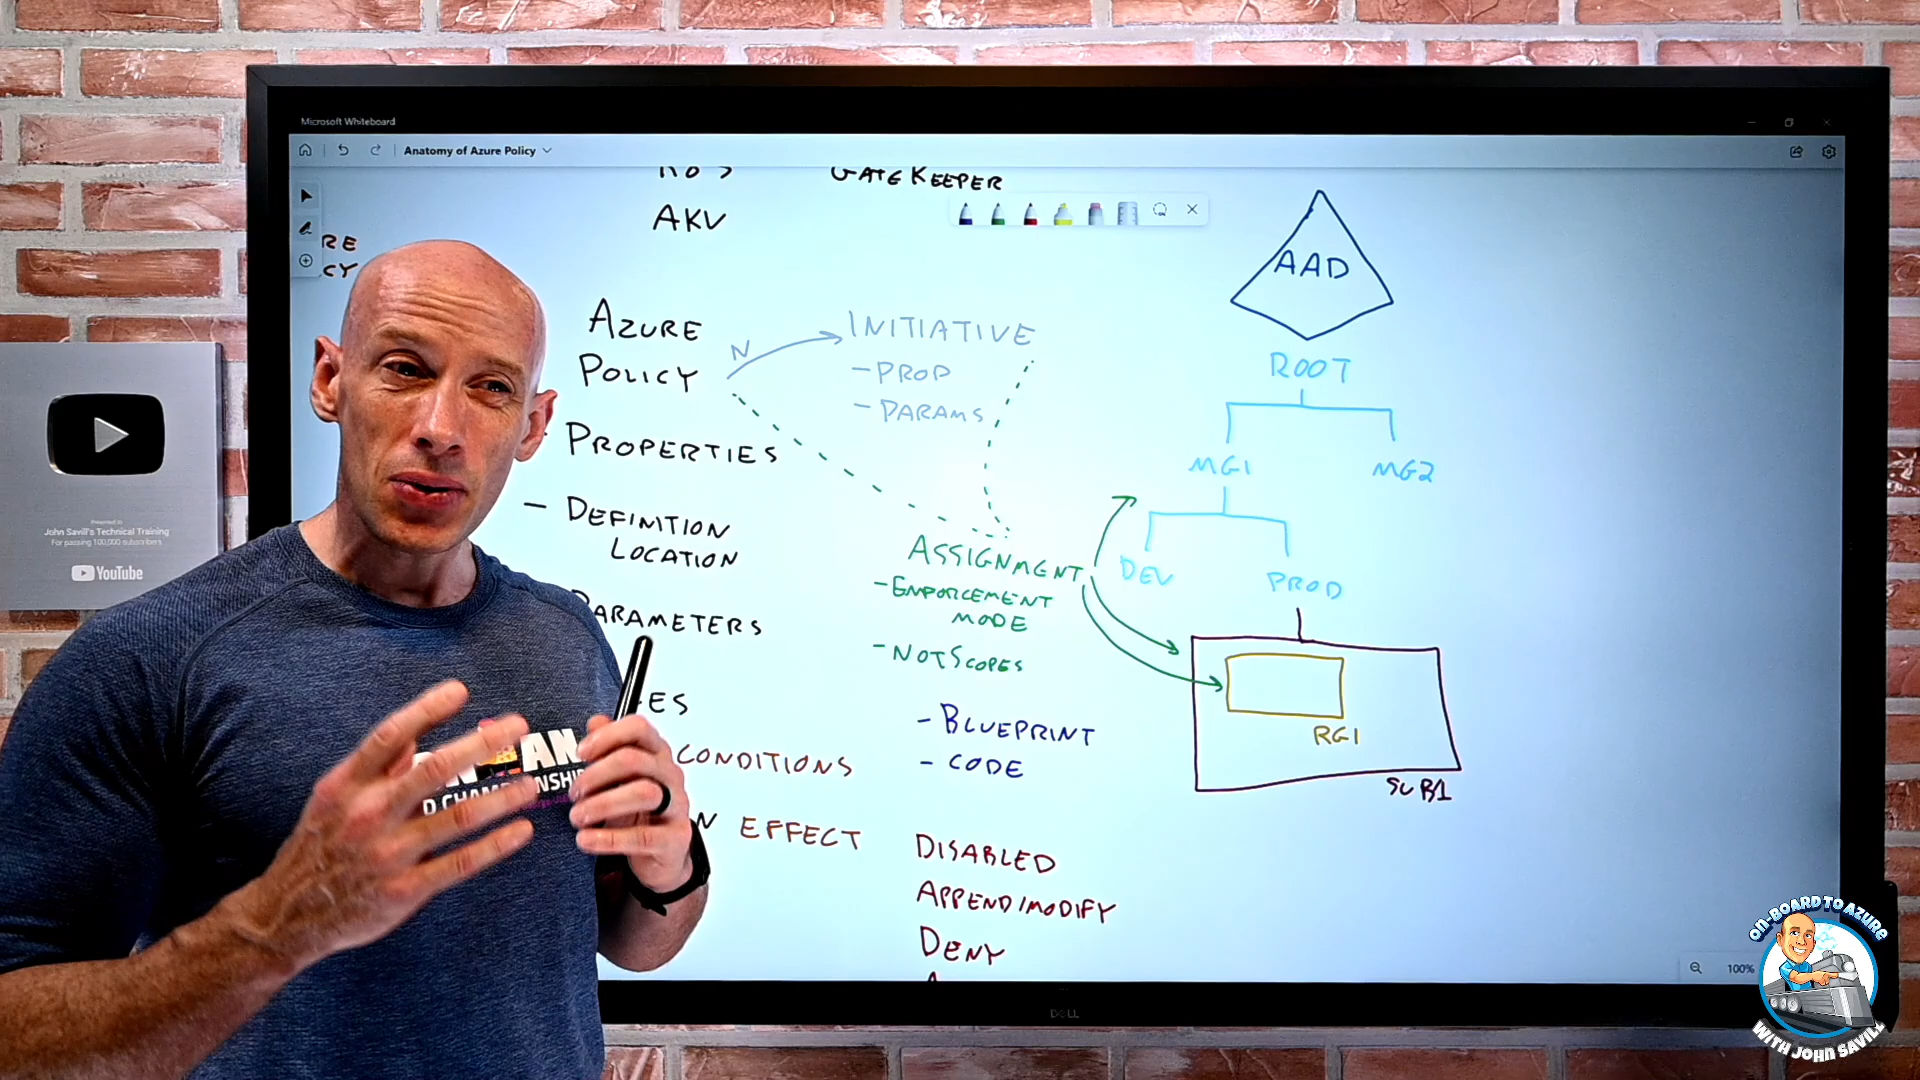 Microsoft Whiteboard
Anatomy of Azure Policy
GATEKEEPER
AKV
RE
CY
AZURE
POLICY
N
INITIATIVE
- PROP
- PARAMS
PROPERTIES
- DEFINITION
LOCATION
PARAMETERS
ES
CONDITIONS
N EFFECT
ASSIGNMENT
- ENFORCEMENT
MODE
- NOTSCOPES
- BLUEPRINT
- CODE
DISABLED
APPEND/MODIFY
DENY
AAD
ROOT
MG1
MG2
DEV
PROD
RG1
SUB1
Presented to
John Savill's Technical Training
For passing 100,000 subscribers
YouTube
AN
D CHAMPIONSHIP
100%
DELL
ON-BOARD TO AZURE
WITH JOHN SAVILL